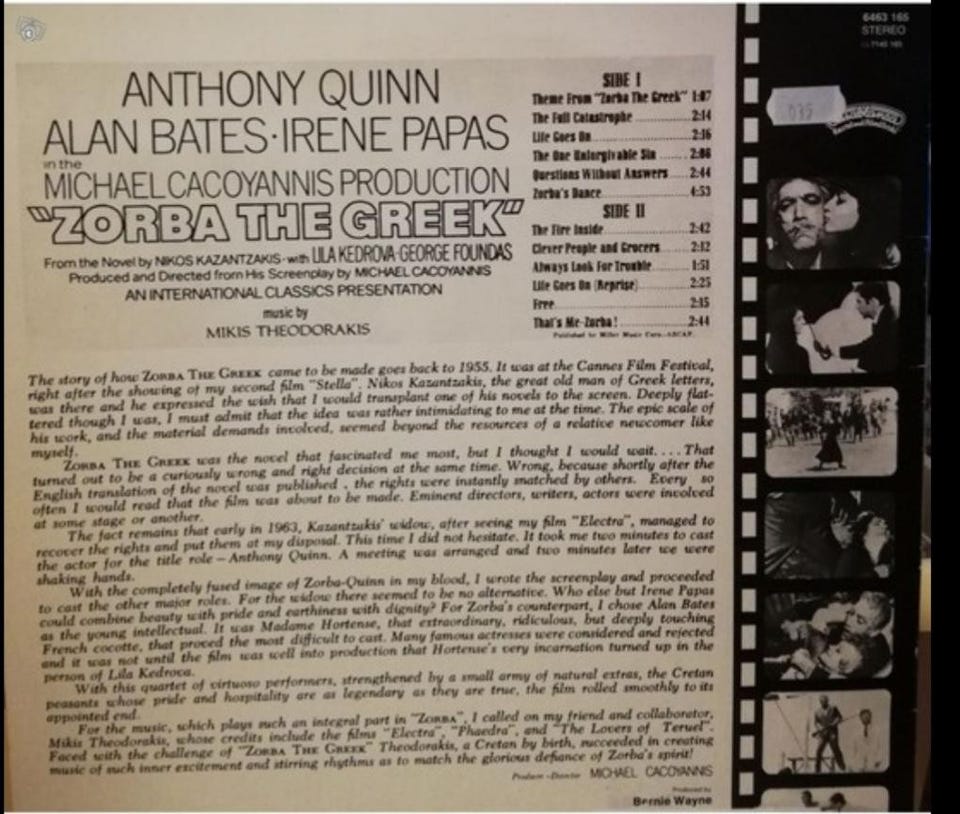 6463 165
STEREO
035
ANTHONY QUINN
ALAN BATES·IRENE PAPAS
in the
MICHAEL CACOYANNIS PRODUCTION
"ZORBA THE GREEK"
From the Novel by NIKOS KAZANTZAKIS · with LILA KEDROVA·GEORGE FOUNDAS
Produced and Directed from His Screenplay by MICHAEL CACOYANNIS
AN INTERNATIONAL CLASSICS PRESENTATION
music by
MIKIS THEODORAKIS
SIDE I
Theme From "Zorba The Greek" 1:07
The Full Catastrophe 2:14
Life Goes On 2:16
The One Unforgivable Sin 2:06
Questions Without Answers 2:44
Zorba's Dance 4:53
SIDE II
The Fire Inside 2:42
Clever People and Grocers 2:12
Always Look For Trouble 1:51
Life Goes On (Reprise) 2:25
Free 2:15
That's Me-Zorba! 2:44
Published by Miller Music Corp.-ASCAP.
The story of how ZORBA THE GREEK came to be made goes back to 1955. It was at the Cannes Film Festival,
right after the showing of my second film "Stella". Nikos Kazantzakis, the great old man of Greek letters,
was there and he expressed the wish that I would transplant one of his novels to the screen. Deeply flat-
tered though I was, I must admit that the idea was rather intimidating to me at the time. The epic scale of
his work, and the material demands involved, seemed beyond the resources of a relative newcomer like
myself.
ZORBA THE GREEK was the novel that fascinated me most, but I thought I would wait.... That
turned out to be a curiously wrong and right decision at the same time. Wrong, because shortly after the
English translation of the novel was published , the rights were instantly snatched by others. Every so
often I would read that the film was about to be made. Eminent directors, writers, actors were involved
at some stage or another.
The fact remains that early in 1963, Kazantzakis' widow, after seeing my film "Electra", managed to
recover the rights and put them at my disposal. This time I did not hesitate. It took me two minutes to cast
the actor for the title role – Anthony Quinn. A meeting was arranged and two minutes later we were
shaking hands.
With the completely fused image of Zorba-Quinn in my blood, I wrote the screenplay and proceeded
to cast the other major roles. For the widow there seemed to be no alternative. Who else but Irene Papas
could combine beauty with pride and earthiness with dignity? For Zorba's counterpart, I chose Alan Bates
as the young intellectual. It was Madame Hortense, that extraordinary, ridiculous, but deeply touching
French cocotte, that proved the most difficult to cast. Many famous actresses were considered and rejected
and it was not until the film was well into production that Hortense's very incarnation turned up in the
person of Lila Kedrova.
With this quartet of virtuoso performers, strengthened by a small army of natural extras, the Cretan
peasants whose pride and hospitality are as legendary as they are true, the film rolled smoothly to its
appointed end.
For the music, which plays such an integral part in "ZORBA", I called on my friend and collaborator,
Mikis Theodorakis, whose credits include the films "Electra", "Phaedra", and "The Lovers of Teruel".
Faced with the challenge of "ZORBA THE GREEK" Theodorakis, a Cretan by birth, succeeded in creating
music of such inner excitement and stirring rhythms as to match the glorious defiance of Zorba's spirit!
Producer-Director MICHAEL CACOYANNIS
Produced by
Bernie Wayne